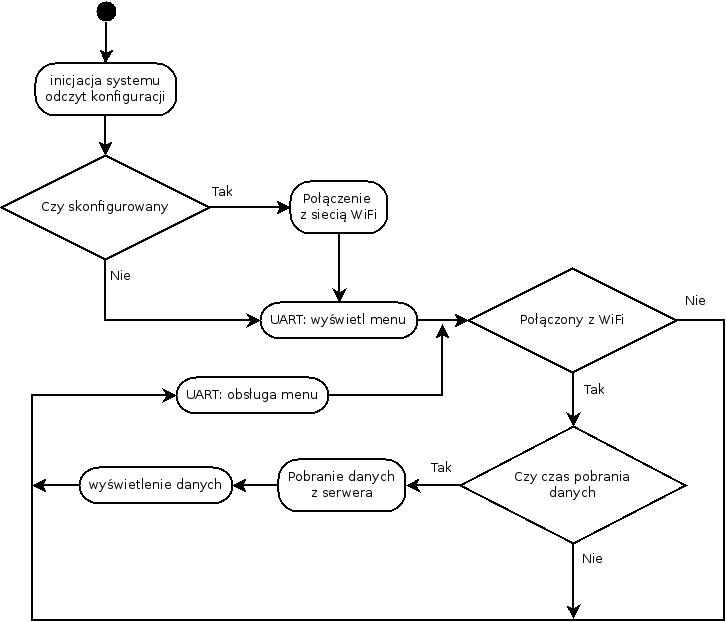 inicjacja systemu
odczyt konfiguracji
Czy skonfigurowany
Tak
Połączenie
z siecią WiFi
Nie
UART: wyświetl menu
Połączony z WiFi
Nie
UART: obsługa menu
Tak
Czy czas pobrania
danych
Tak
Pobranie danych
z serwera
wyświetlenie danych
Nie